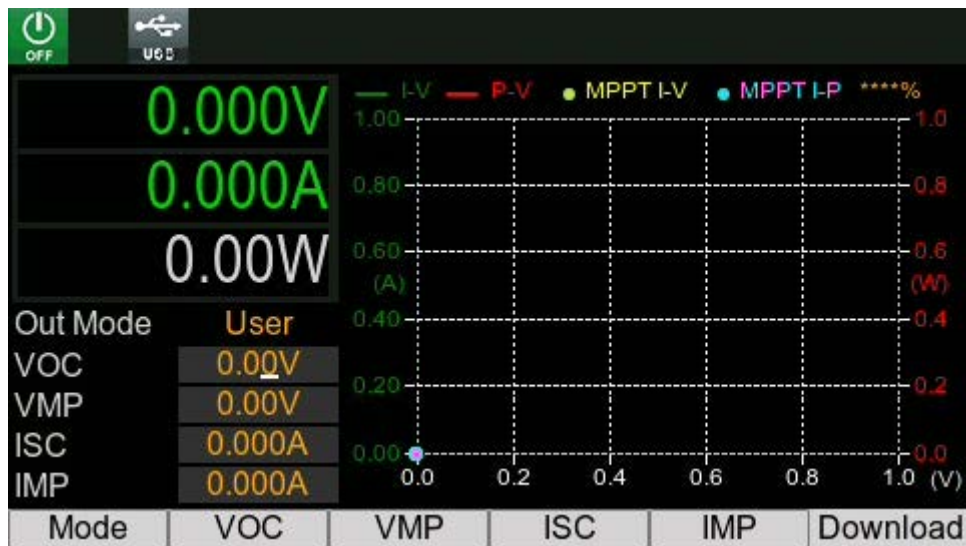 OFF USB
0.000V
0.000A
0.00W
Out Mode User
VOC 0.00V
VMP 0.00V
ISC 0.000A
IMP 0.000A
I-V P-V MPPT I-V MPPT I-P ****%
1.00 1.0
0.80 0.8
0.60 0.6
(A) (W)
0.40 0.4
0.20 0.2
0.00 0.0
0.0 0.2 0.4 0.6 0.8 1.0 (V)
Mode VOC VMP ISC IMP Download